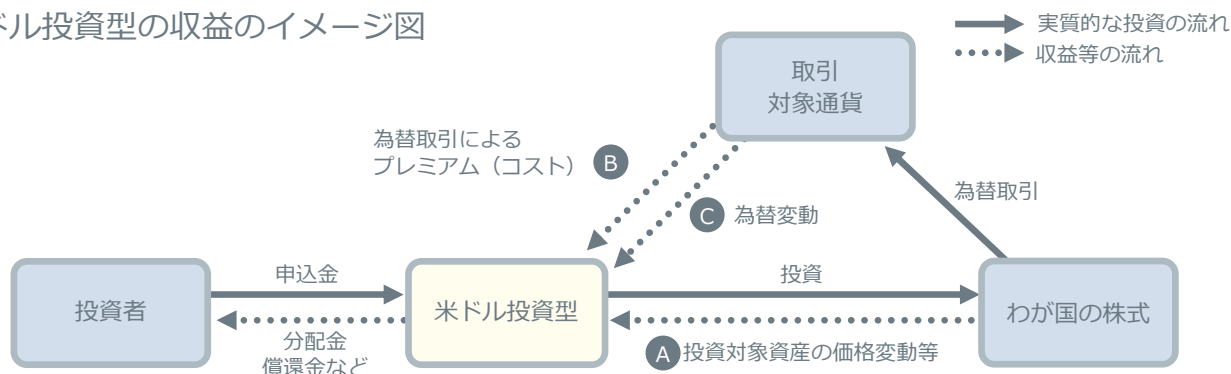 ドル投資型の収益のイメージ図
実質的な投資の流れ
収益等の流れ
取引
対象通貨
為替取引による
プレミアム（コスト）
B
C
為替変動
為替取引
投資者
申込金
分配金
償還金など
米ドル投資型
投資
A
投資対象資産の価格変動等
わが国の株式